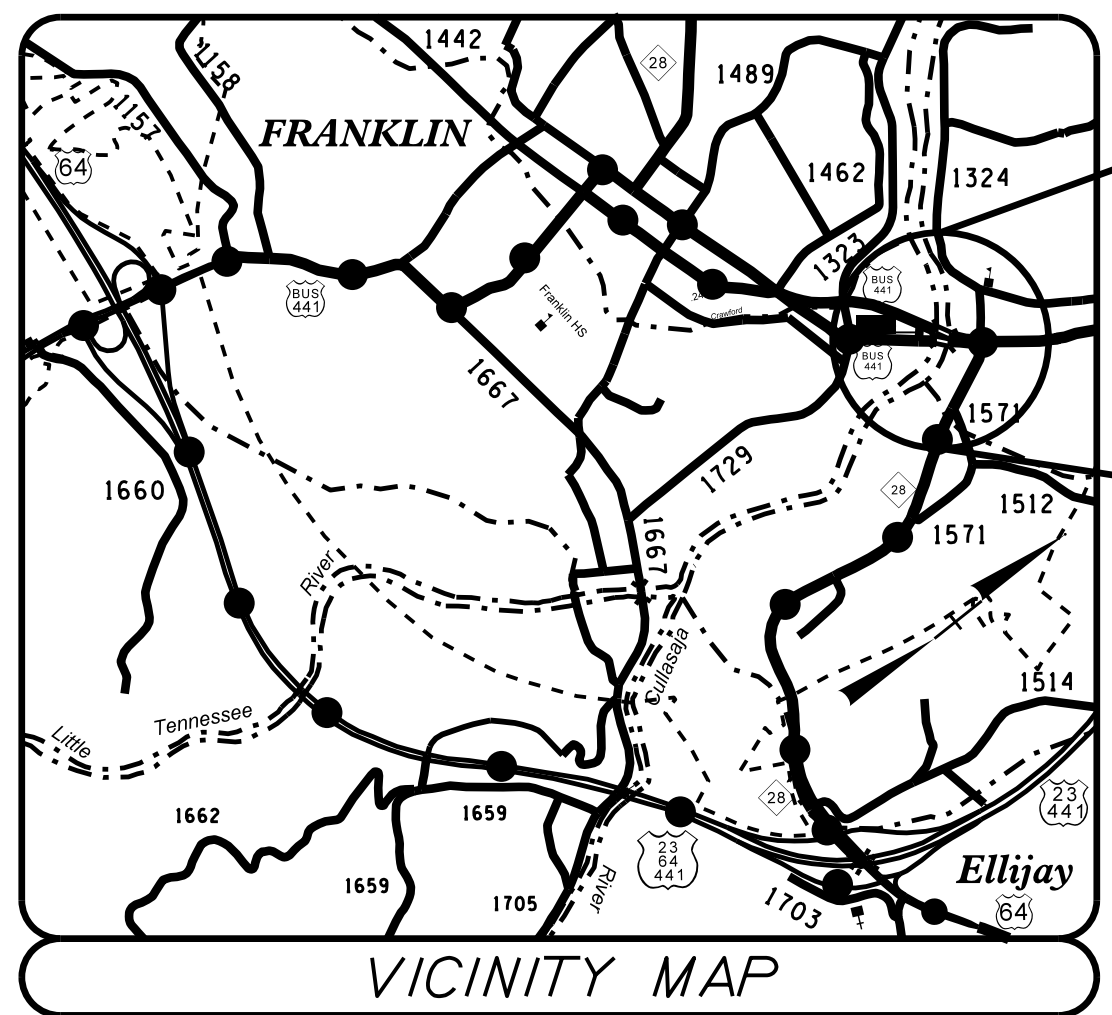 1442
28
1489
1158
1157
64
FRANKLIN
1462
1324
1323
BUS
441
BUS
441
.24
Crawford
Franklin HS
BUS
441
1667
1571
1729
28
1660
1512
1571
1667
River
Cullasaja
1514
Little
Tennessee
28
23
441
1662
1659
23
64
441
Ellijay
1659
1705
River
1703
64
VICINITY MAP